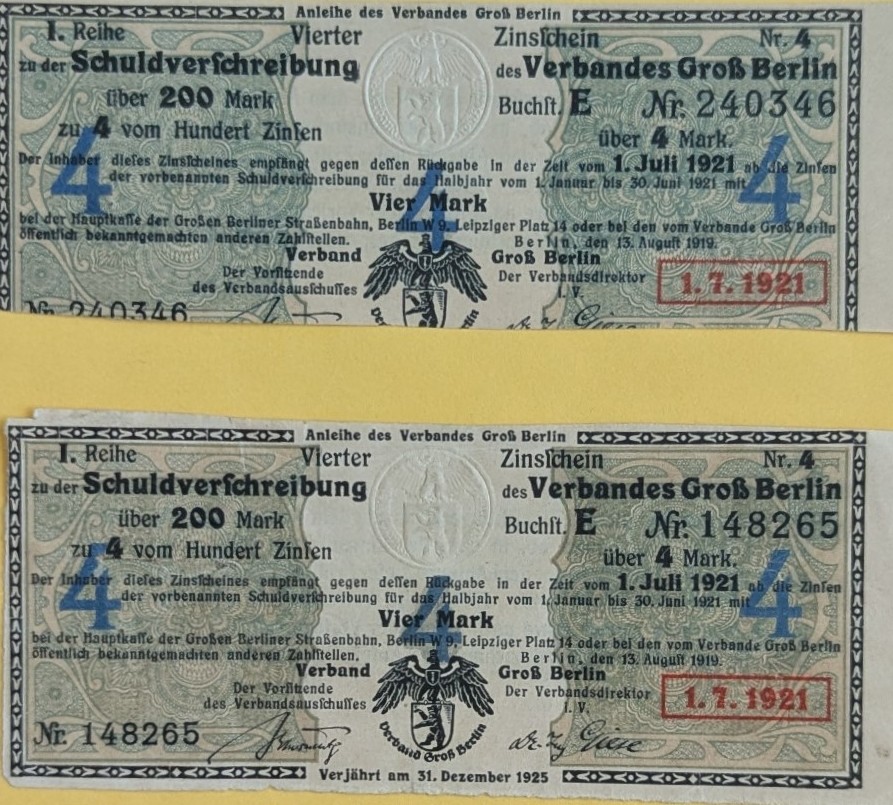 Anleihe des Verbandes Groß Berlin
I. Reihe Vierter Zinsſchein Nr. 4
zu der Schuldverſchreibung des Verbandes Groß Berlin
über 200 Mark Buchſt. E Nr. 240346
zu 4 vom Hundert Zinſen über 4 Mark.
Der Inhaber dieſes Zinsſcheines empfängt gegen deſſen Rückgabe in der Zeit vom 1. Juli 1921 ab die Zinſen
der vorbenannten Schuldverſchreibung für das Halbjahr vom 1. Januar bis 30. Juni 1921 mit
4 4 4
Vier Mark
bei der Hauptkaſſe der Großen Berliner Straßenbahn, Berlin W 9, Leipziger Platz 14 oder bei den vom Verbande Groß Berlin
öffentlich bekanntgemachten anderen Zahlſtellen. Berlin, den 13. Auguſt 1919.
Verband Groß Berlin
Der Vorſitzende Der Verbandsdirektor
des Verbandsausſchuſſes I. V.
1. 7. 1921
Nr. 240346
Anleihe des Verbandes Groß Berlin
I. Reihe Vierter Zinsſchein Nr. 4
zu der Schuldverſchreibung des Verbandes Groß Berlin
über 200 Mark Buchſt. E Nr. 148265
zu 4 vom Hundert Zinſen über 4 Mark.
Der Inhaber dieſes Zinsſcheines empfängt gegen deſſen Rückgabe in der Zeit vom 1. Juli 1921 ab die Zinſen
der vorbenannten Schuldverſchreibung für das Halbjahr vom 1. Januar bis 30. Juni 1921 mit
4 4 4
Vier Mark
bei der Hauptkaſſe der Großen Berliner Straßenbahn, Berlin W 9, Leipziger Platz 14 oder bei den vom Verbande Groß Berlin
öffentlich bekanntgemachten anderen Zahlſtellen. Berlin, den 13. Auguſt 1919.
Verband Groß Berlin
Der Vorſitzende Der Verbandsdirektor
des Verbandsausſchuſſes I. V.
1. 7. 1921
Nr. 148265
Verband Groß Berlin
Verjährt am 31. Dezember 1925